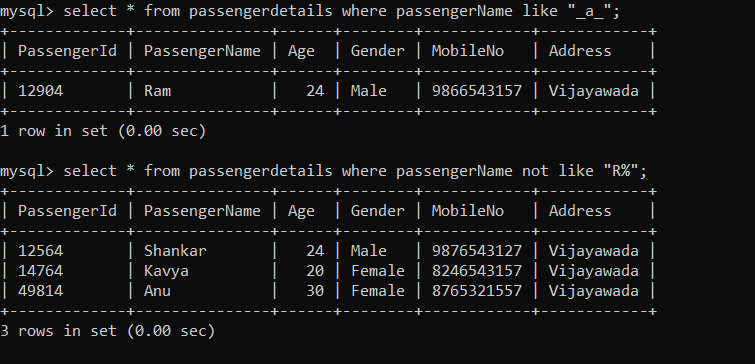 mysql> select * from passengerdetails where passengerName like "_a_";
+-------------+---------------+------+--------+------------+------------+
| PassengerId | PassengerName | Age  | Gender | MobileNo   | Address    |
+-------------+---------------+------+--------+------------+------------+
| 12904       | Ram           |   24 | Male   | 9866543157 | Vijayawada |
+-------------+---------------+------+--------+------------+------------+
1 row in set (0.00 sec)
mysql> select * from passengerdetails where passengerName not like "R%";
+-------------+---------------+------+--------+------------+------------+
| PassengerId | PassengerName | Age  | Gender | MobileNo   | Address    |
+-------------+---------------+------+--------+------------+------------+
| 12564       | Shankar       |   24 | Male   | 9876543127 | Vijayawada |
| 14764       | Kavya         |   20 | Female | 8246543157 | Vijayawada |
| 49814       | Anu           |   30 | Female | 8765321557 | Vijayawada |
+-------------+---------------+------+--------+------------+------------+
3 rows in set (0.00 sec)